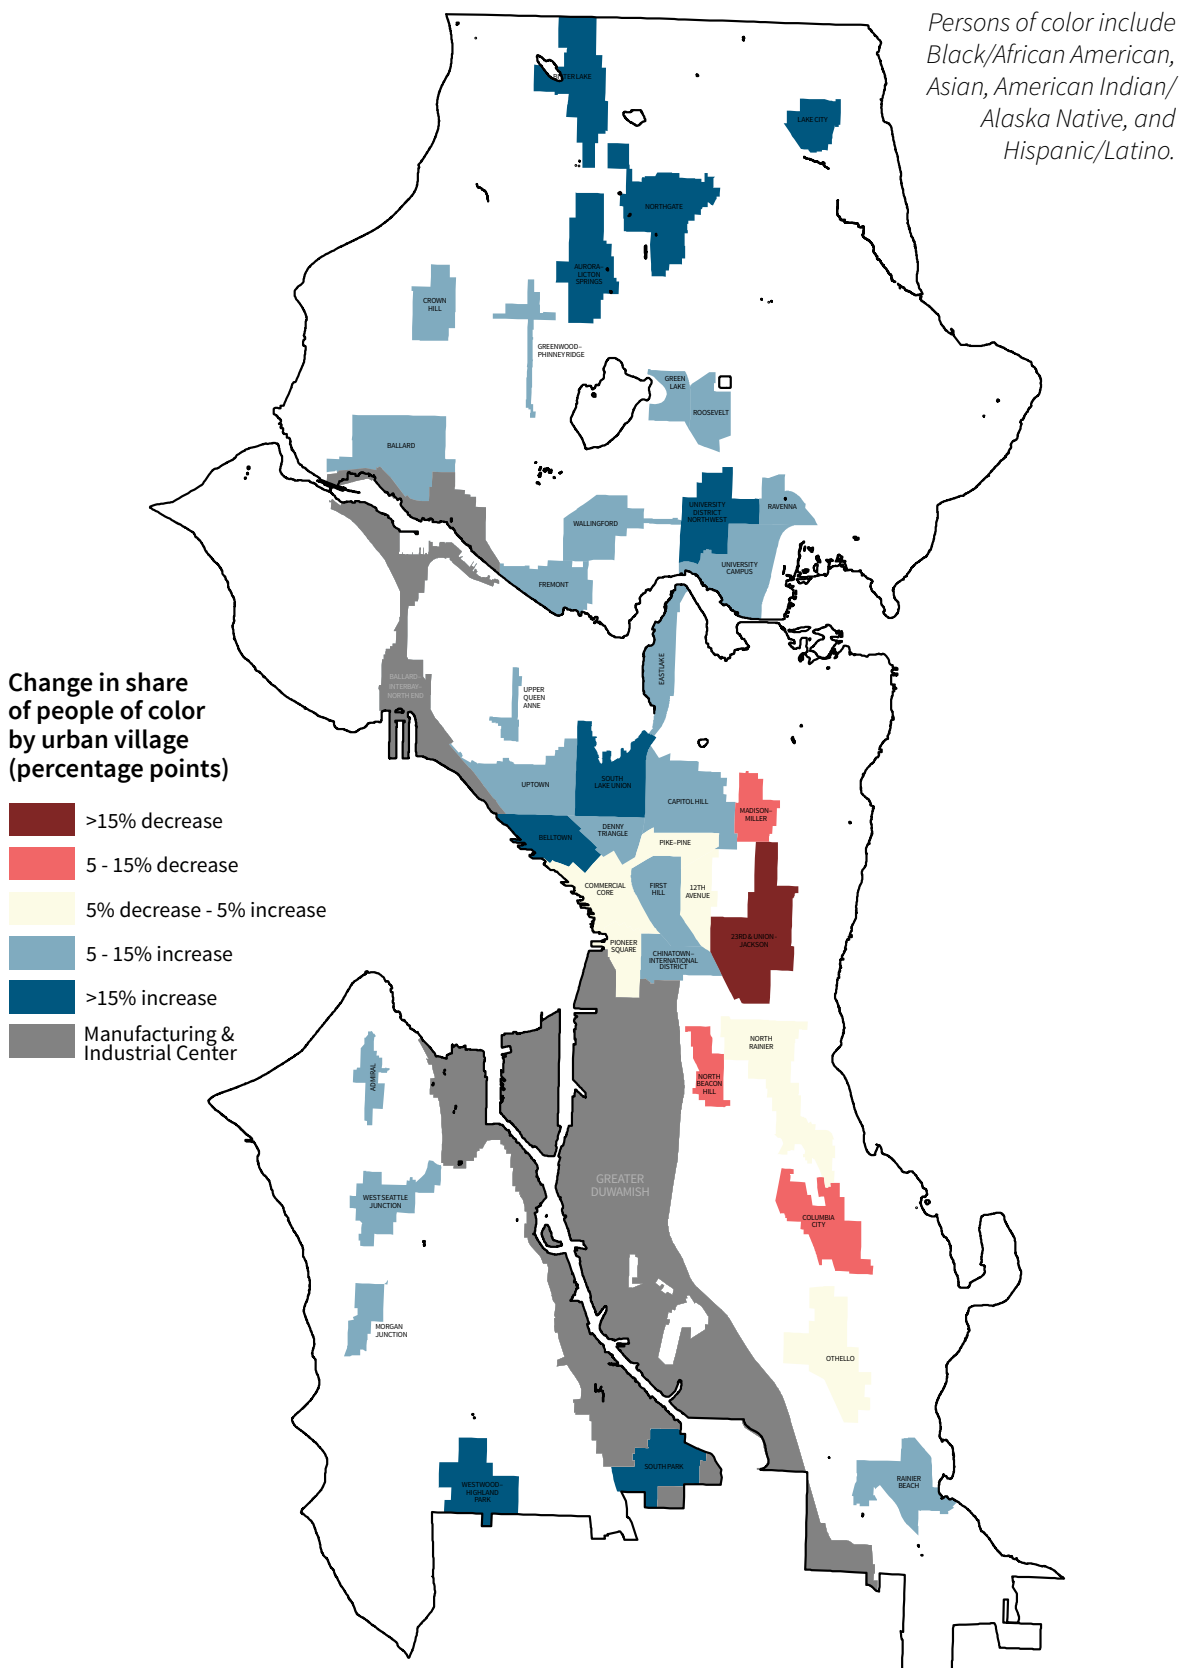 Persons of color include
Black/African American,
Asian, American Indian/
Alaska Native, and
Hispanic/Latino.
BITTER LAKE
LAKE CITY
NORTHGATE
AURORA
LICTON
SPRINGS
CROWN
HILL
GREENWOOD–
PHINNEY RIDGE
GREEN
LAKE
ROOSEVELT
BALLARD
UNIVERSITY
DISTRICT
NORTHWEST
RAVENNA
WALLINGFORD
UNIVERSITY
CAMPUS
FREMONT
EASTLAKE
BALLARD–
INTERBAY–
NORTH END
UPPER
QUEEN
ANNE
Change in share
of people of color
by urban village
(percentage points)
>15% decrease
5 - 15% decrease
5% decrease - 5% increase
5 - 15% increase
>15% increase
Manufacturing &
Industrial Center
UPTOWN
SOUTH
LAKE UNION
CAPITOL HILL
MADISON–
MILLER
BELLTOWN
DENNY
TRIANGLE
PIKE–PINE
COMMERCIAL
CORE
FIRST
HILL
12TH
AVENUE
PIONEER
SQUARE
CHINATOWN–
INTERNATIONAL
DISTRICT
23RD & UNION–
JACKSON
NORTH
RAINIER
ADMIRAL
NORTH
BEACON
HILL
GREATER
DUWAMISH
WEST SEATTLE
JUNCTION
COLUMBIA
CITY
MORGAN
JUNCTION
OTHELLO
SOUTH PARK
WESTWOOD–
HIGHLAND
PARK
RAINIER
BEACH